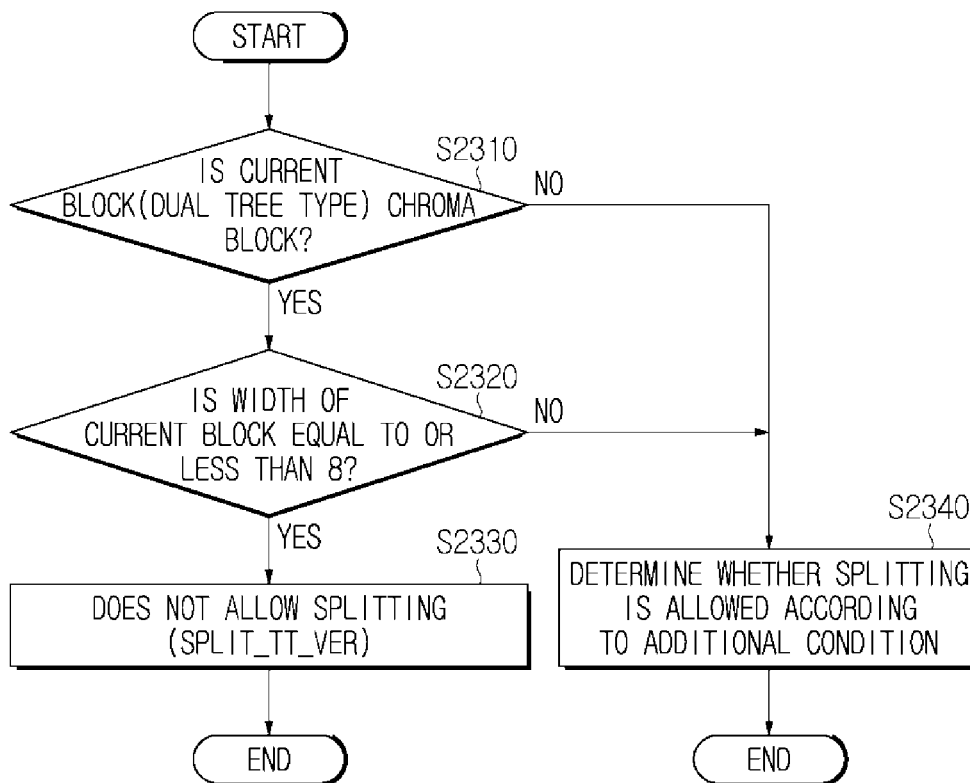 START
S2310
IS CURRENT
BLOCK(DUAL TREE TYPE) CHROMA
BLOCK?
NO
YES
S2320
IS WIDTH OF
CURRENT BLOCK EQUAL TO OR
LESS THAN 8?
NO
YES
S2330
DOES NOT ALLOW SPLITTING
(SPLIT_TT_VER)
S2340
DETERMINE WHETHER SPLITTING
IS ALLOWED ACCORDING
TO ADDITIONAL CONDITION
END
END